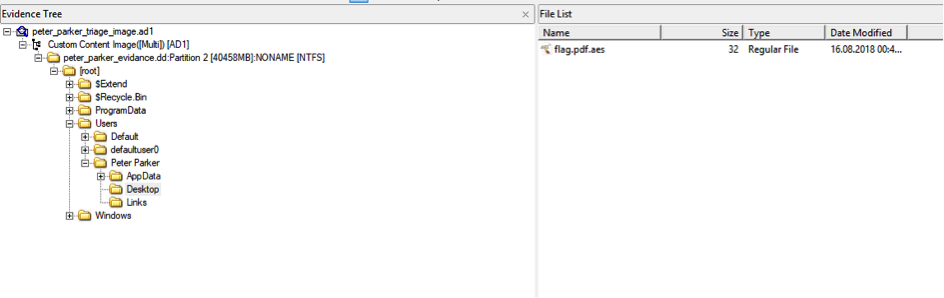 Evidence Tree
peter_parker_triage_image.ad1
Custom Content Image([Multi]) [AD1]
peter_parker_evidance.dd:Partition 2 [40458MB]:NONAME [NTFS]
[root]
$Extend
$Recycle.Bin
ProgramData
Users
Default
defaultuser0
Peter Parker
AppData
Desktop
Links
Windows
File List
Name Size Type Date Modified
flag.pdf.aes 32 Regular File 16.08.2018 00:4...